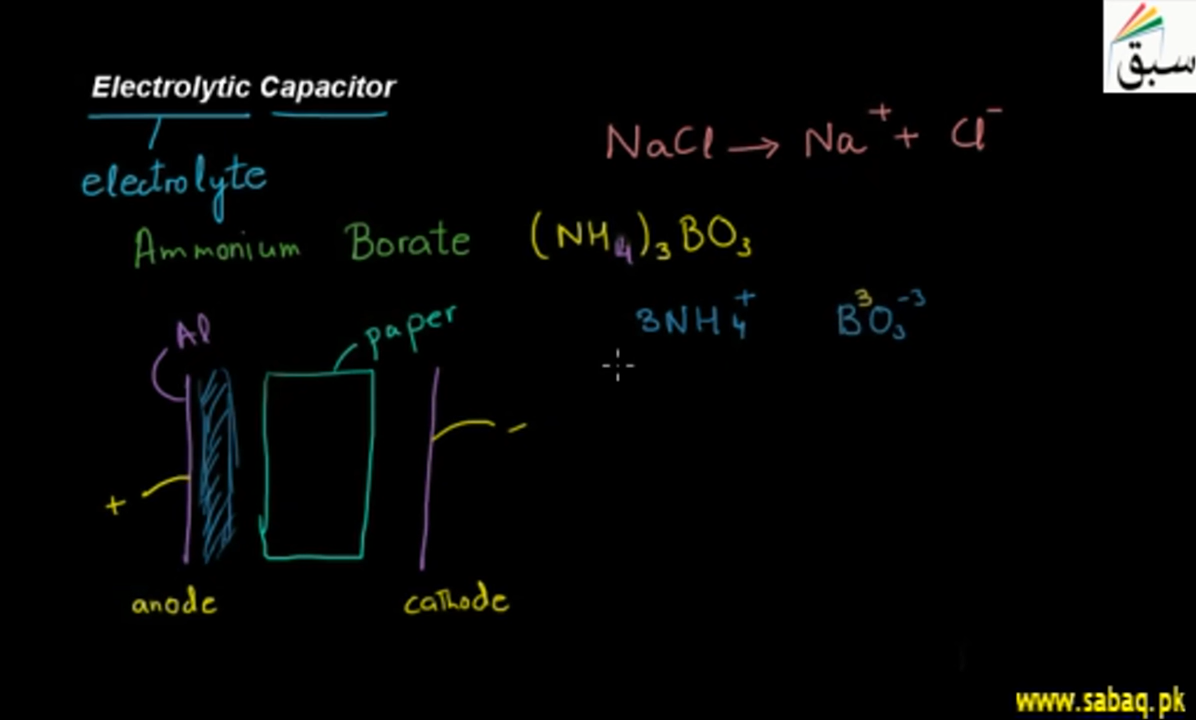 سبق
Electrolytic Capacitor
NaCl → Na⁺ + Cl⁻
electrolyte
Ammonium Borate (NH₄)₃BO₃
3NH₄⁺ B³O₃⁻³
Al
paper
+
-
anode
cathode
www.sabaq.pk